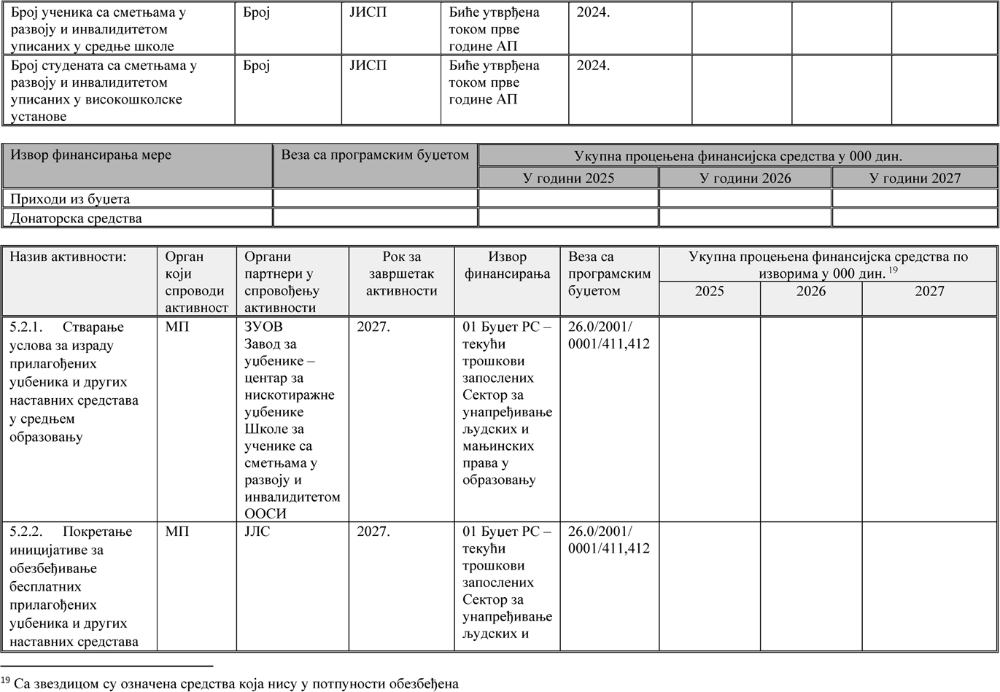 Број ученика са сметњама у
развоју и инвалидитетом
уписаних у средње школе
Број
ЈИСП
Биће утврђена
током прве
године АП
2024.
Број студената са сметњама у
развоју и инвалидитетом
уписаних у високошколске
установе
Број
ЈИСП
Биће утврђена
током прве
године АП
2024.
Извор финансирања мере
Веза са програмским буџетом
Укупна процењена финансијска средства у 000 дин.
У години 2025
У години 2026
У години 2027
Приходи из буџета
Донаторска средства
Назив активности:
Орган
који
спроводи
активност
Органи
партнери у
спровођењу
активности
Рок за
завршетак
активности
Извор
финансирања
Веза са
програмским
буџетом
Укупна процењена финансијска средства по
изворима у 000 дин. 19
2025
2026
2027
5.2.1. Стварање
услова за израду
прилагођених
уџбеника и других
наставних средстава
у средњем
образовању
МП
ЗУОВ
Завод за
уџбенике –
центар за
нискотиражне
уџбенике
Школе за
ученике са
сметњама у
развоју и
инвалидитетом
ООСИ
2027.
01 Буџет РС –
текући
трошкови
запослених
Сектор за
унапређивање
људских и
мањинских
права у
образовању
26.0/2001/
0001/411,412
5.2.2. Покретање
иницијативе за
обезбеђивање
бесплатних
прилагођених
уџбеника и других
наставних средстава
МП
ЈЛС
2027.
01 Буџет РС –
текући
трошкови
запослених
Сектор за
унапређивање
људских и
26.0/2001/
0001/411,412
19 Са звездицом су означена средства која нису у потпуности обезбеђена